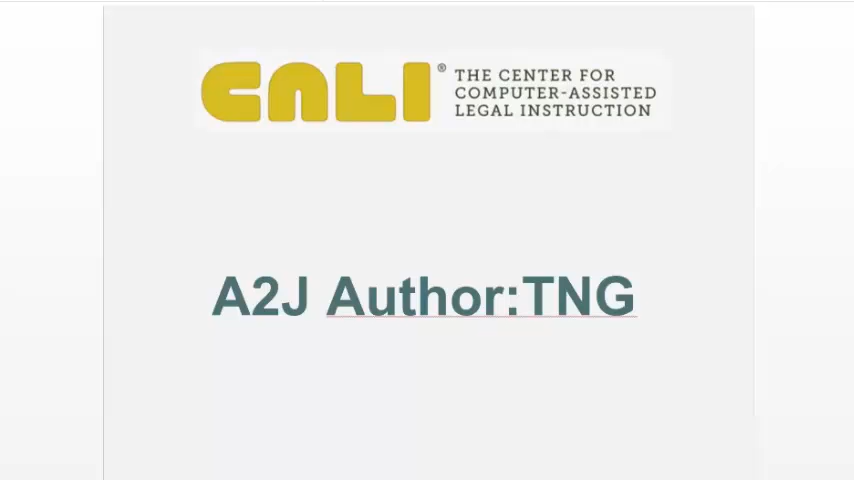 CALI® THE CENTER FOR
COMPUTER-ASSISTED
LEGAL INSTRUCTION
A2J Author:TNG